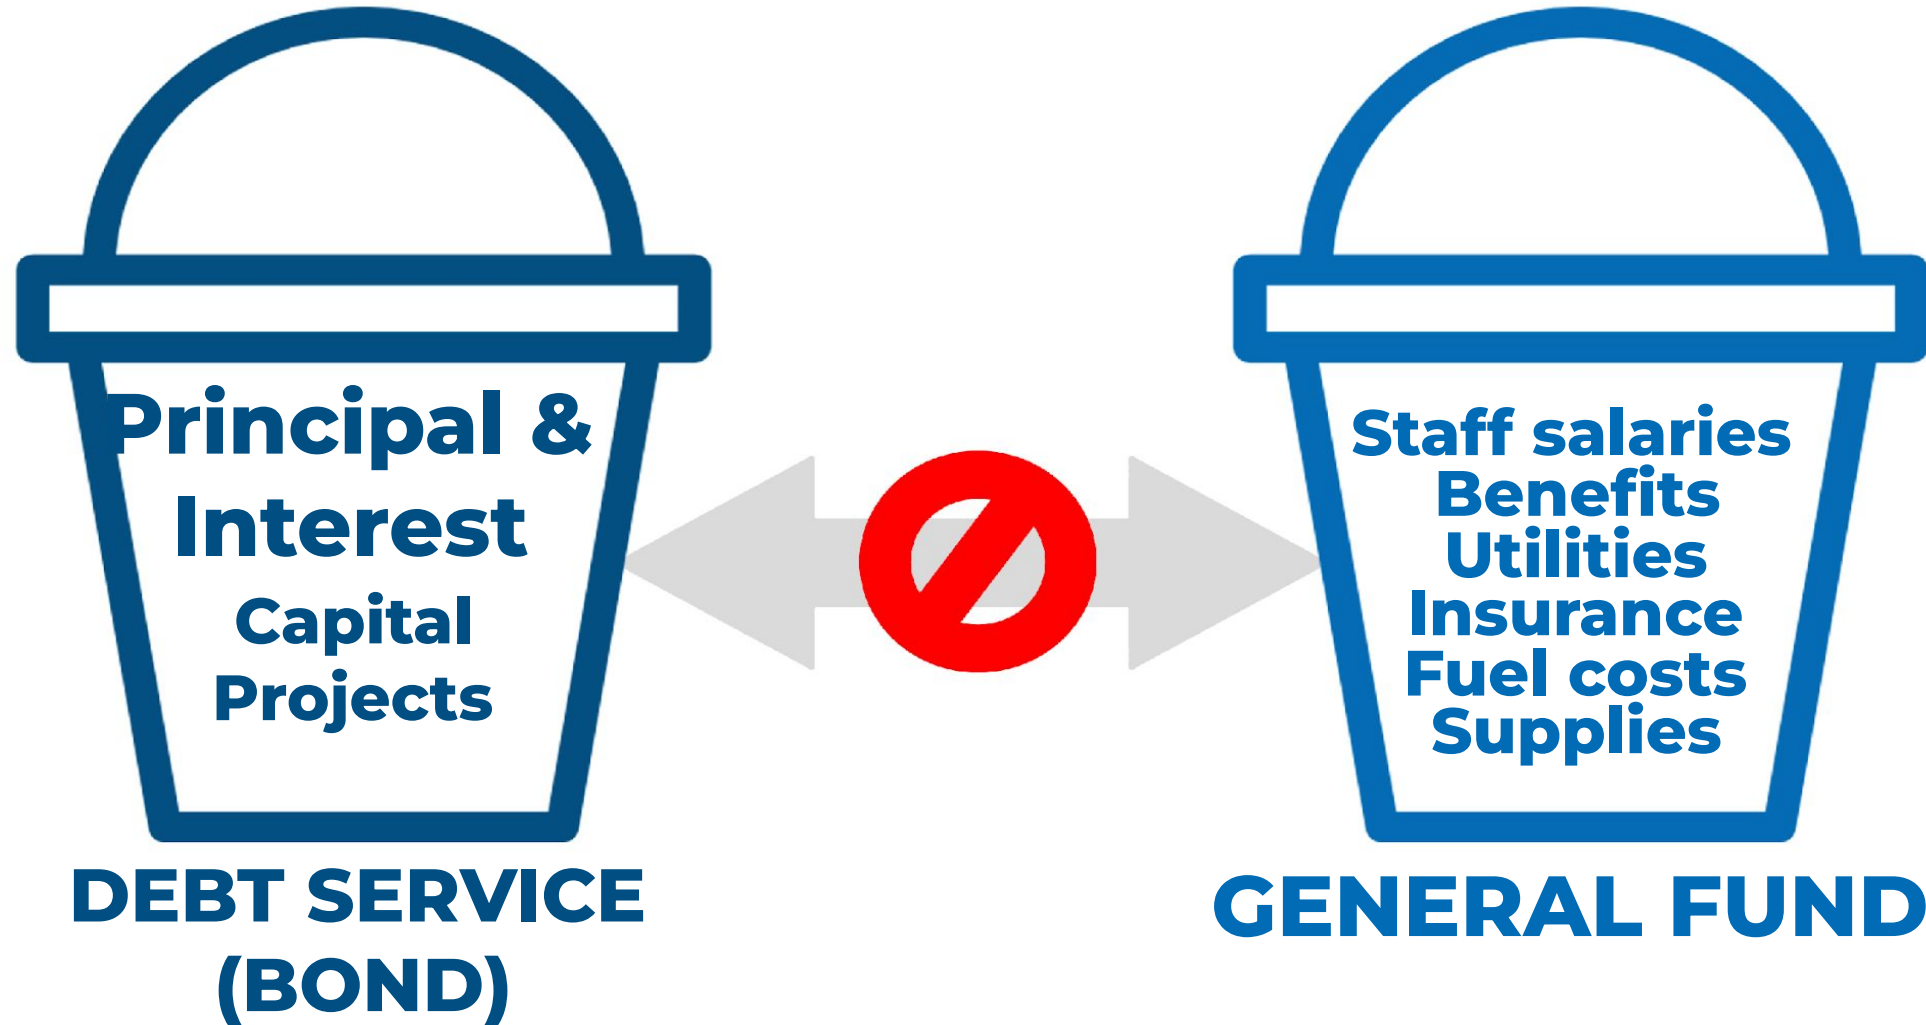 Principal &
Interest
Capital
Projects
DEBT SERVICE
(BOND)
Staff salaries
Benefits
Utilities
Insurance
Fuel costs
Supplies
GENERAL FUND